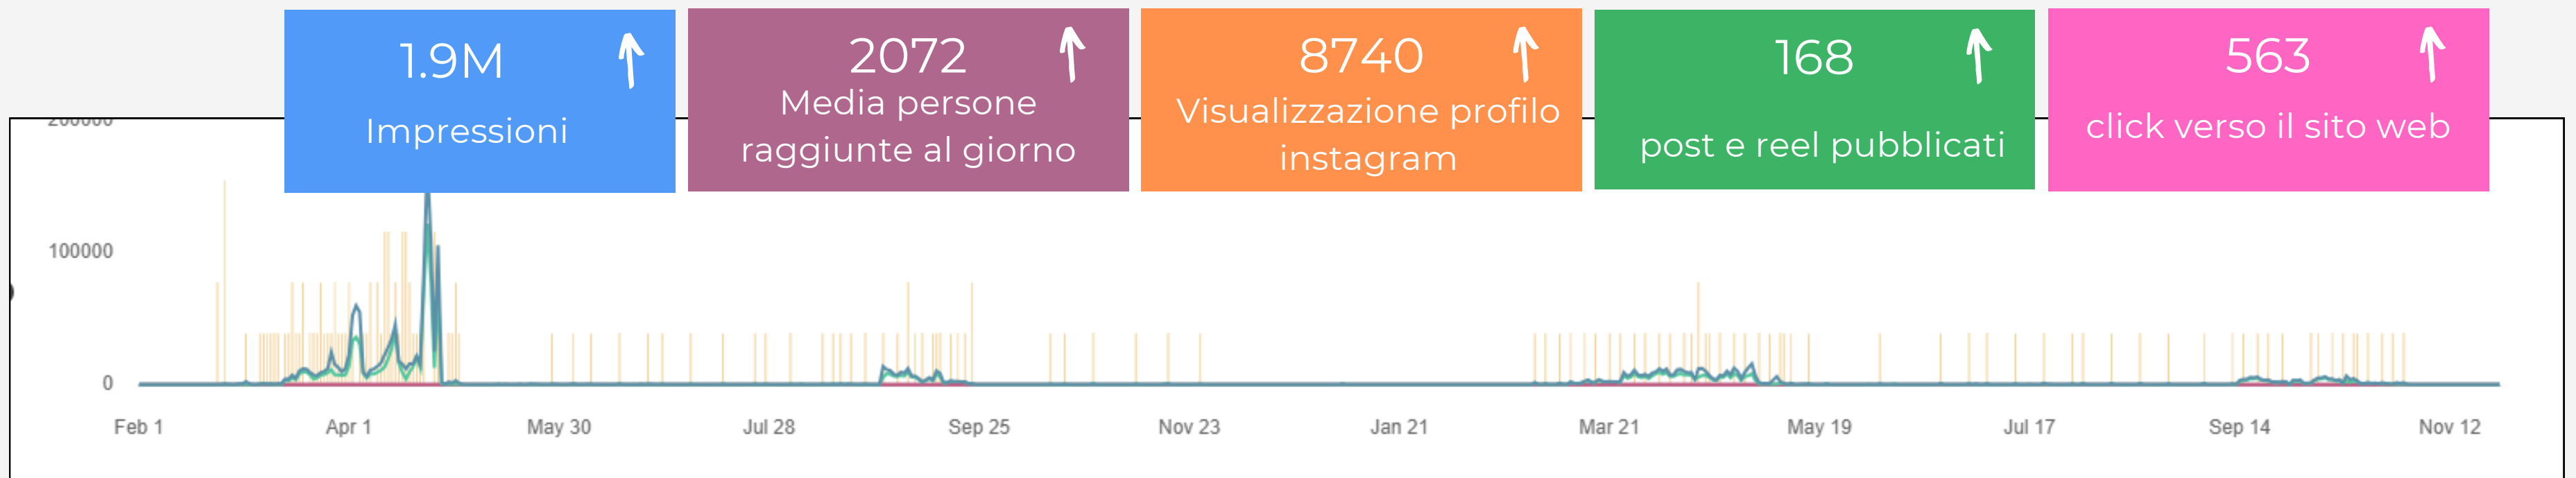 1.9M
Impressioni
2072
Media persone
raggiunte al giorno
8740
Visualizzazione profilo
instagram
168
post e reel pubblicati
563
click verso il sito web
200000
100000
0
Feb 1
Apr 1
May 30
Jul 28
Sep 25
Nov 23
Jan 21
Mar 21
May 19
Jul 17
Sep 14
Nov 12